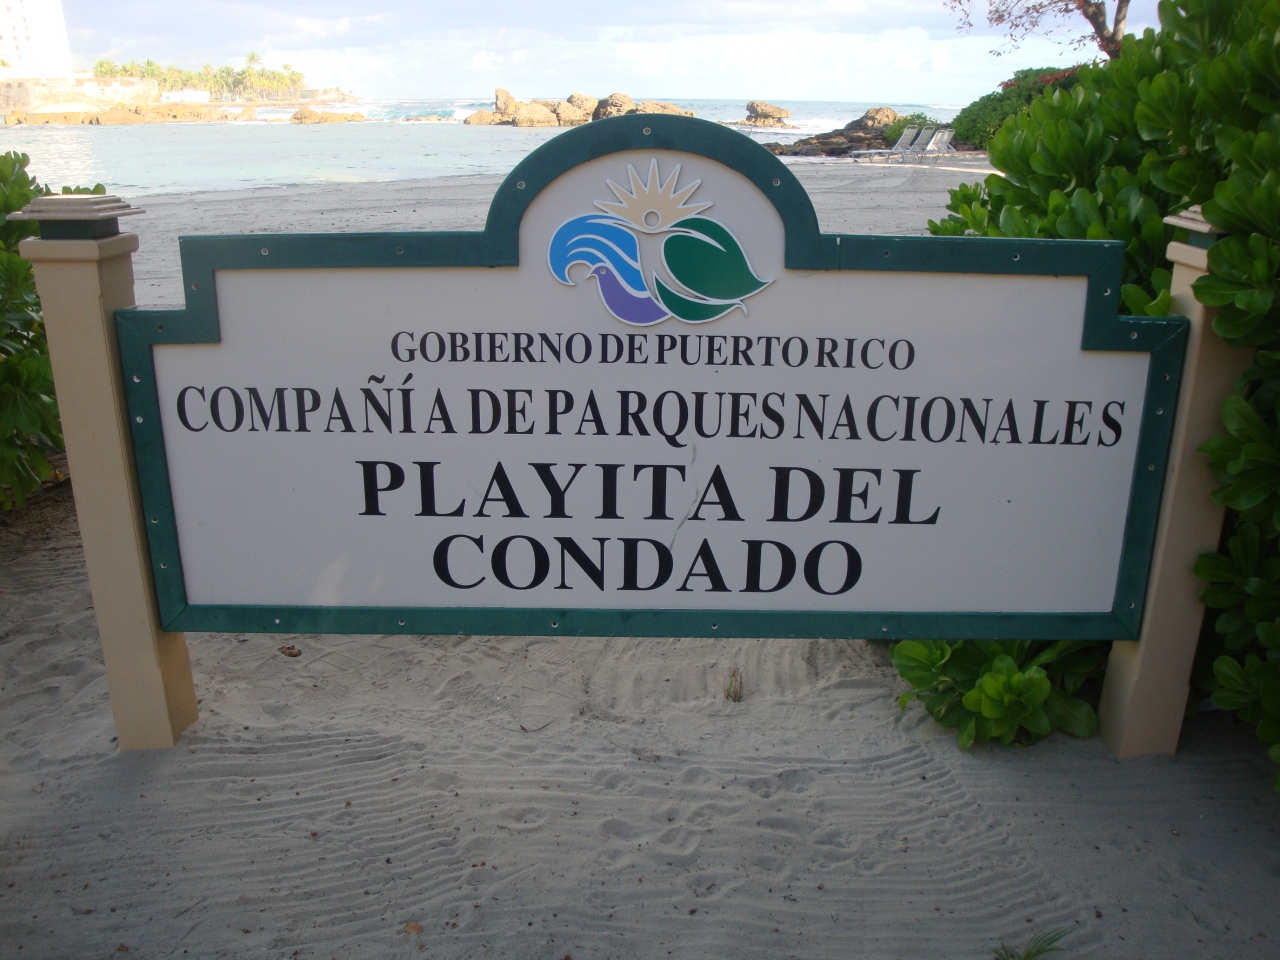 GOBIERNO DE PUERTO RICO
COMPAÑÍA DE PARQUES NACIONALES
PLAYITA DEL
CONDADO